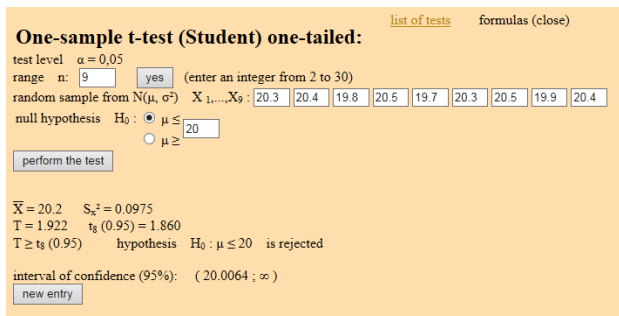 list of tests formulas (close)
One-sample t-test (Student) one-tailed:
test level α = 0,05
range n: 9 yes (enter an integer from 2 to 30)
random sample from N(μ, σ²) X 1,...,X9 : 20.3 20.4 19.8 20.5 19.7 20.3 20.5 19.9 20.4
null hypothesis H0 : μ ≤
20
μ ≥
perform the test
X̅ = 20.2 Sx² = 0.0975
T = 1.922 t8 (0.95) = 1.860
T ≥ t8 (0.95) hypothesis H0 : μ ≤ 20 is rejected
interval of confidence (95%): ( 20.0064 ; ∞ )
new entry